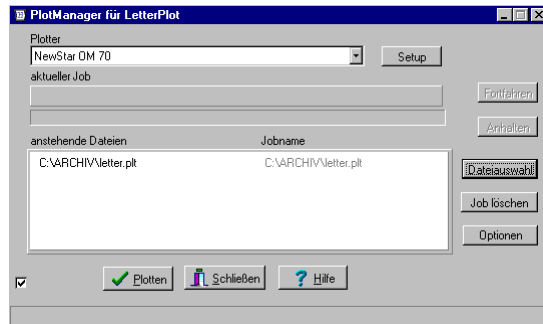 PlotManager für LetterPlot
Plotter
NewStar OM 70
Setup
aktueller Job
Fortfahren
Anhalten
anstehende Dateien Jobname
C:\ARCHIV\letter.plt C:\ARCHIV\letter.plt
Dateiauswahl
Job löschen
Optionen
Plotten Schließen Hilfe